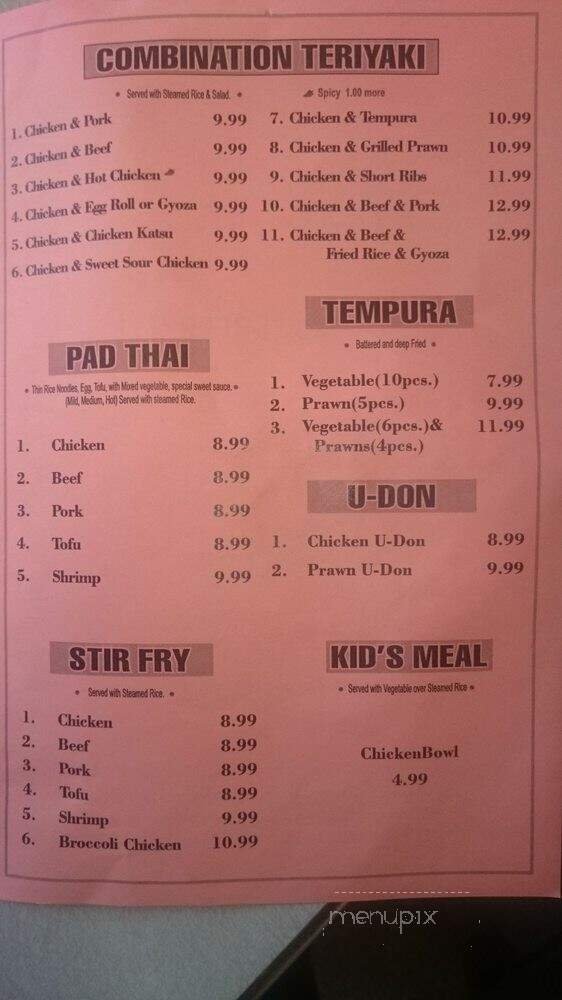 COMBINATION TERIYAKI
• Served with Steamed Rice & Salad. •
Spicy 1.00 more
1. Chicken & Pork 9.99
2. Chicken & Beef 9.99
3. Chicken & Hot Chicken 9.99
4. Chicken & Egg Roll or Gyoza 9.99
5. Chicken & Chicken Katsu 9.99
6. Chicken & Sweet Sour Chicken 9.99
7. Chicken & Tempura 10.99
8. Chicken & Grilled Prawn 10.99
9. Chicken & Short Ribs 11.99
10. Chicken & Beef & Pork 12.99
11. Chicken & Beef & 12.99
Fried Rice & Gyoza
PAD THAI
• Thin Rice Noodles, Egg, Tofu, with Mixed vegetable, special sweet sauce. •
(Mild, Medium, Hot) Served with steamed Rice.
1. Chicken 8.99
2. Beef 8.99
3. Pork 8.99
4. Tofu 8.99
5. Shrimp 9.99
TEMPURA
• Battered and deep Fried •
1. Vegetable(10pcs.) 7.99
2. Prawn(5pcs.) 9.99
3. Vegetable(6pcs.)& 11.99
Prawns(4pcs.)
U-DON
1. Chicken U-Don 8.99
2. Prawn U-Don 9.99
STIR FRY
• Served with Steamed Rice. •
1. Chicken 8.99
2. Beef 8.99
3. Pork 8.99
4. Tofu 8.99
5. Shrimp 9.99
6. Broccoli Chicken 10.99
KID'S MEAL
• Served with Vegetable over Steamed Rice •
ChickenBowl
4.99
menupix